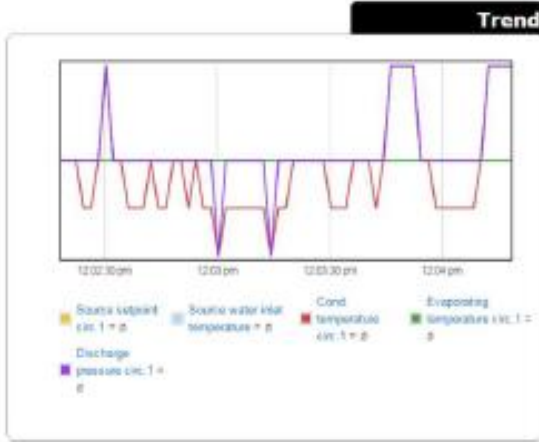 Trend
12:02:30 pm
12:03 pm
12:03:30 pm
12:04 pm
Source setpoint
circ. 1 = ø
Source water inlet
temperature = ø
Cond
temperature
circ. 1 = ø
Evaporating
temperature circ. 1 =
ø
Discharge
pressure circ. 1 =
ø